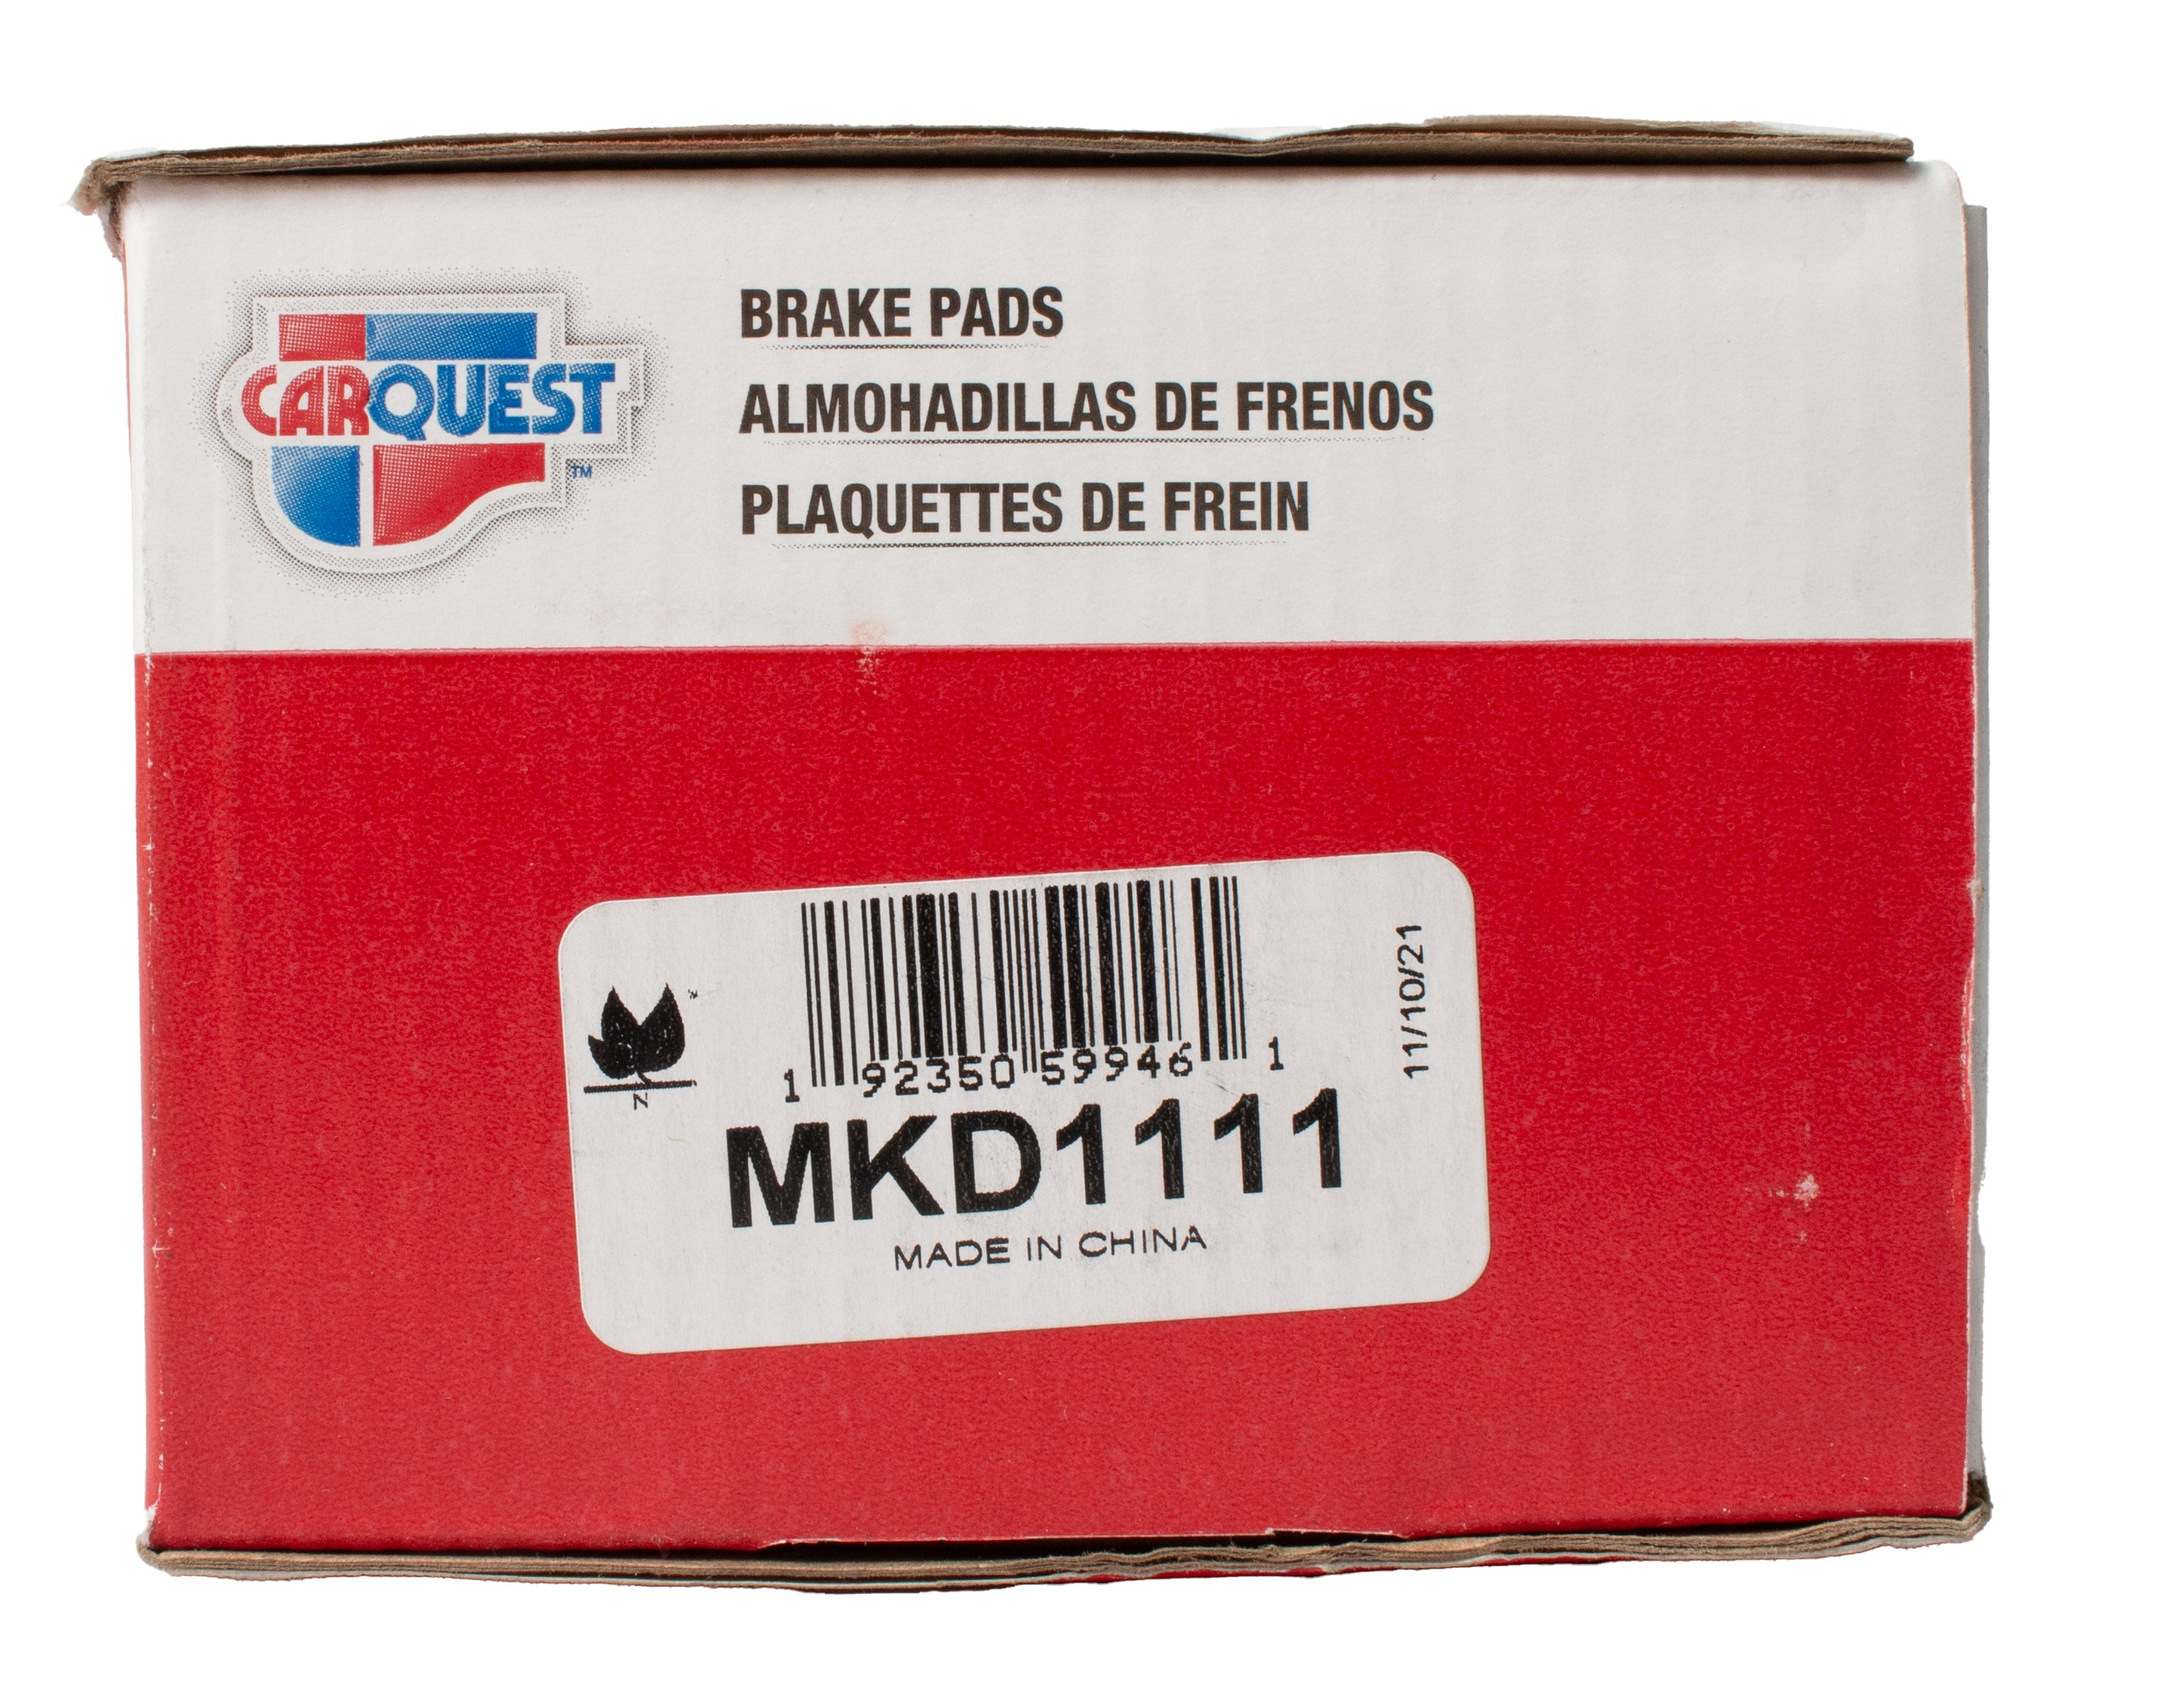 CARQUEST
TM
BRAKE PADS
ALMOHADILLAS DE FRENOS
PLAQUETTES DE FREIN
11/10/21
N
1 92350 59946 1
MKD1111
MADE IN CHINA